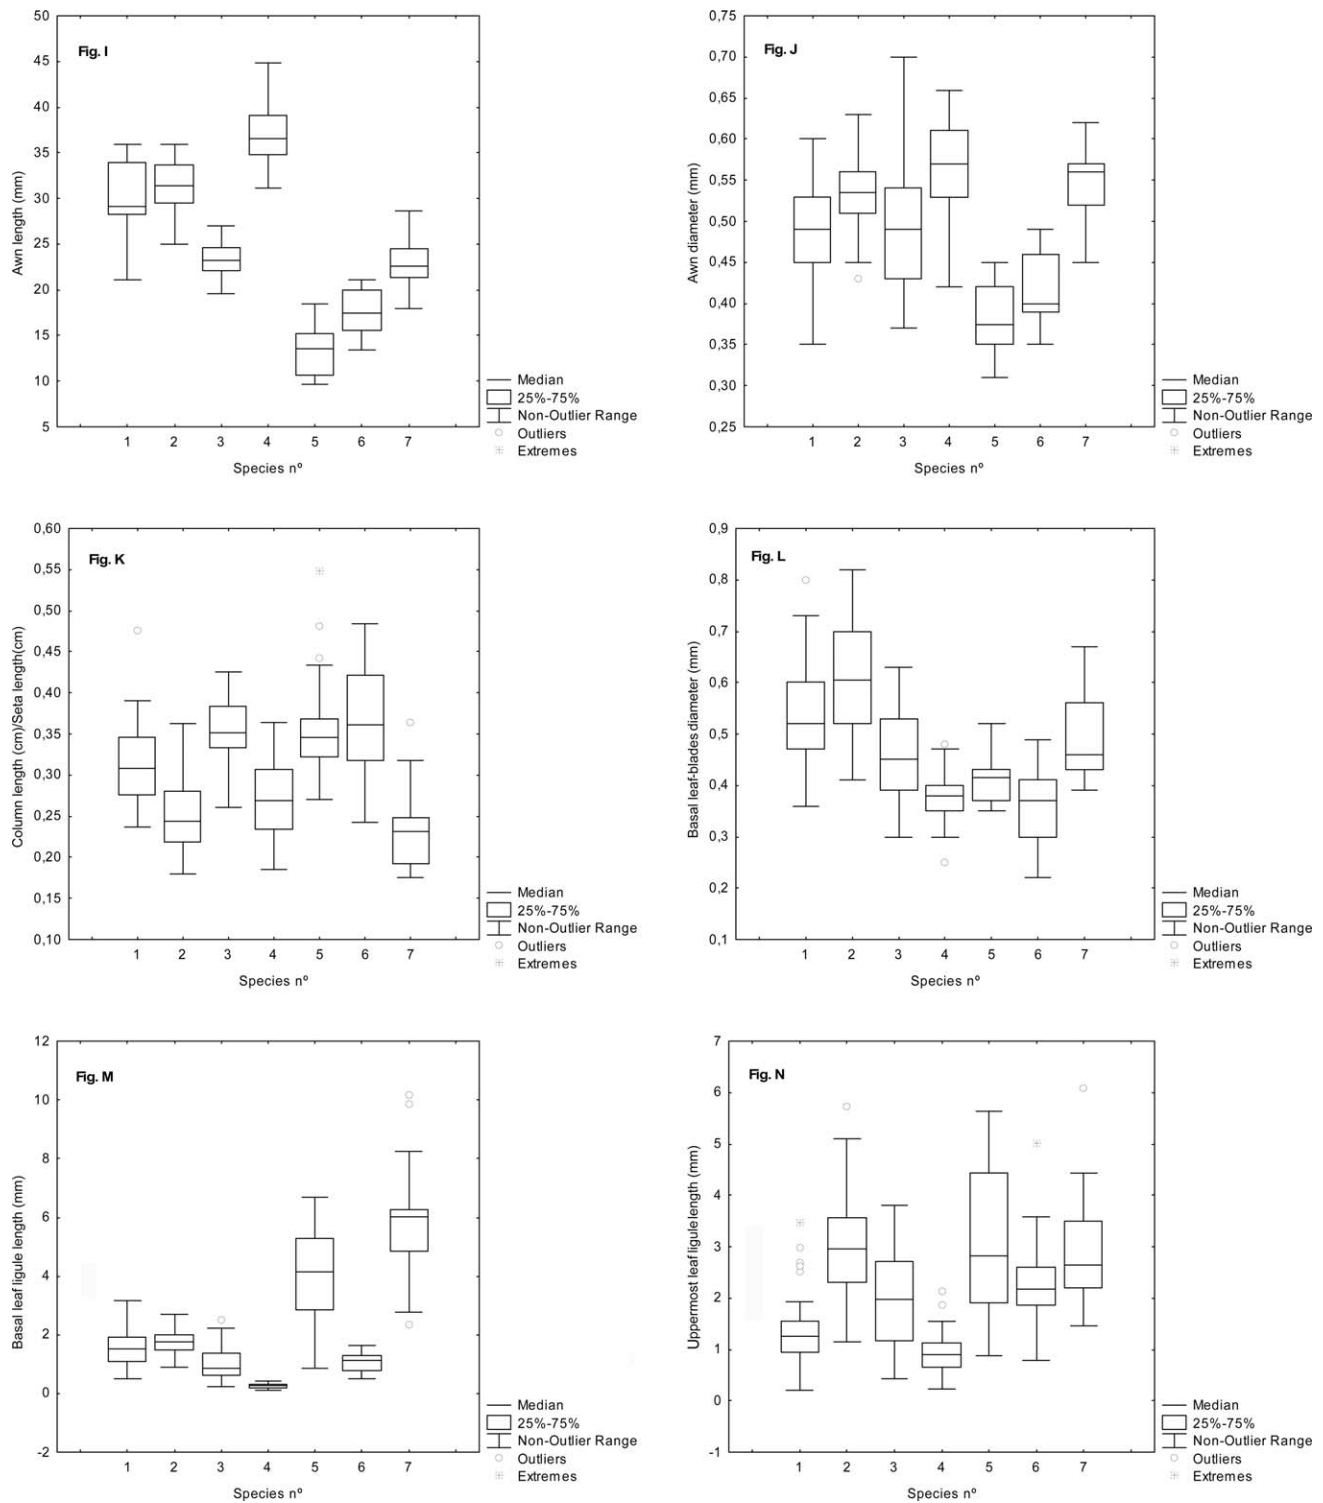 Fig. I
Awn length (mm)
50
45
40
35
30
25
20
15
10
5
1 2 3 4 5 6 7
Species nº
Median
25%-75%
Non-Outlier Range
Outliers
Extremes
Fig. J
Awn diameter (mm)
0,75
0,70
0,65
0,60
0,55
0,50
0,45
0,40
0,35
0,30
0,25
1 2 3 4 5 6 7
Species nº
Median
25%-75%
Non-Outlier Range
Outliers
Extremes
Fig. K
Column length (cm)/Seta length(cm)
0,60
0,55
0,50
0,45
0,40
0,35
0,30
0,25
0,20
0,15
0,10
1 2 3 4 5 6 7
Species nº
Median
25%-75%
Non-Outlier Range
Outliers
Extremes
Fig. L
Basal leaf-blades diameter (mm)
0,9
0,8
0,7
0,6
0,5
0,4
0,3
0,2
0,1
1 2 3 4 5 6 7
Species nº
Median
25%-75%
Non-Outlier Range
Outliers
Extremes
Fig. M
Basal leaf ligule length (mm)
12
10
8
6
4
2
0
-2
1 2 3 4 5 6 7
Species nº
Median
25%-75%
Non-Outlier Range
Outliers
Extremes
Fig. N
Uppermost leaf ligule length (mm)
7
6
5
4
3
2
1
0
-1
1 2 3 4 5 6 7
Species nº
Median
25%-75%
Non-Outlier Range
Outliers
Extremes